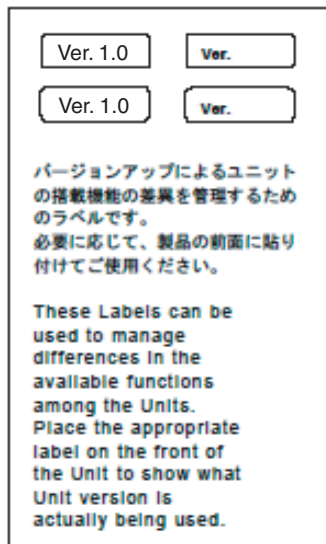 Ver. 1.0 Ver.
Ver. 1.0 Ver.
バージョンアップによるユニット
の搭載機能の差異を管理するため
のラベルです。
必要に応じて、製品の前面に貼り
付けてご使用ください。
These Labels can be
used to manage
differences in the
available functions
among the Units.
Place the appropriate
label on the front of
the Unit to show what
Unit version is
actually being used.